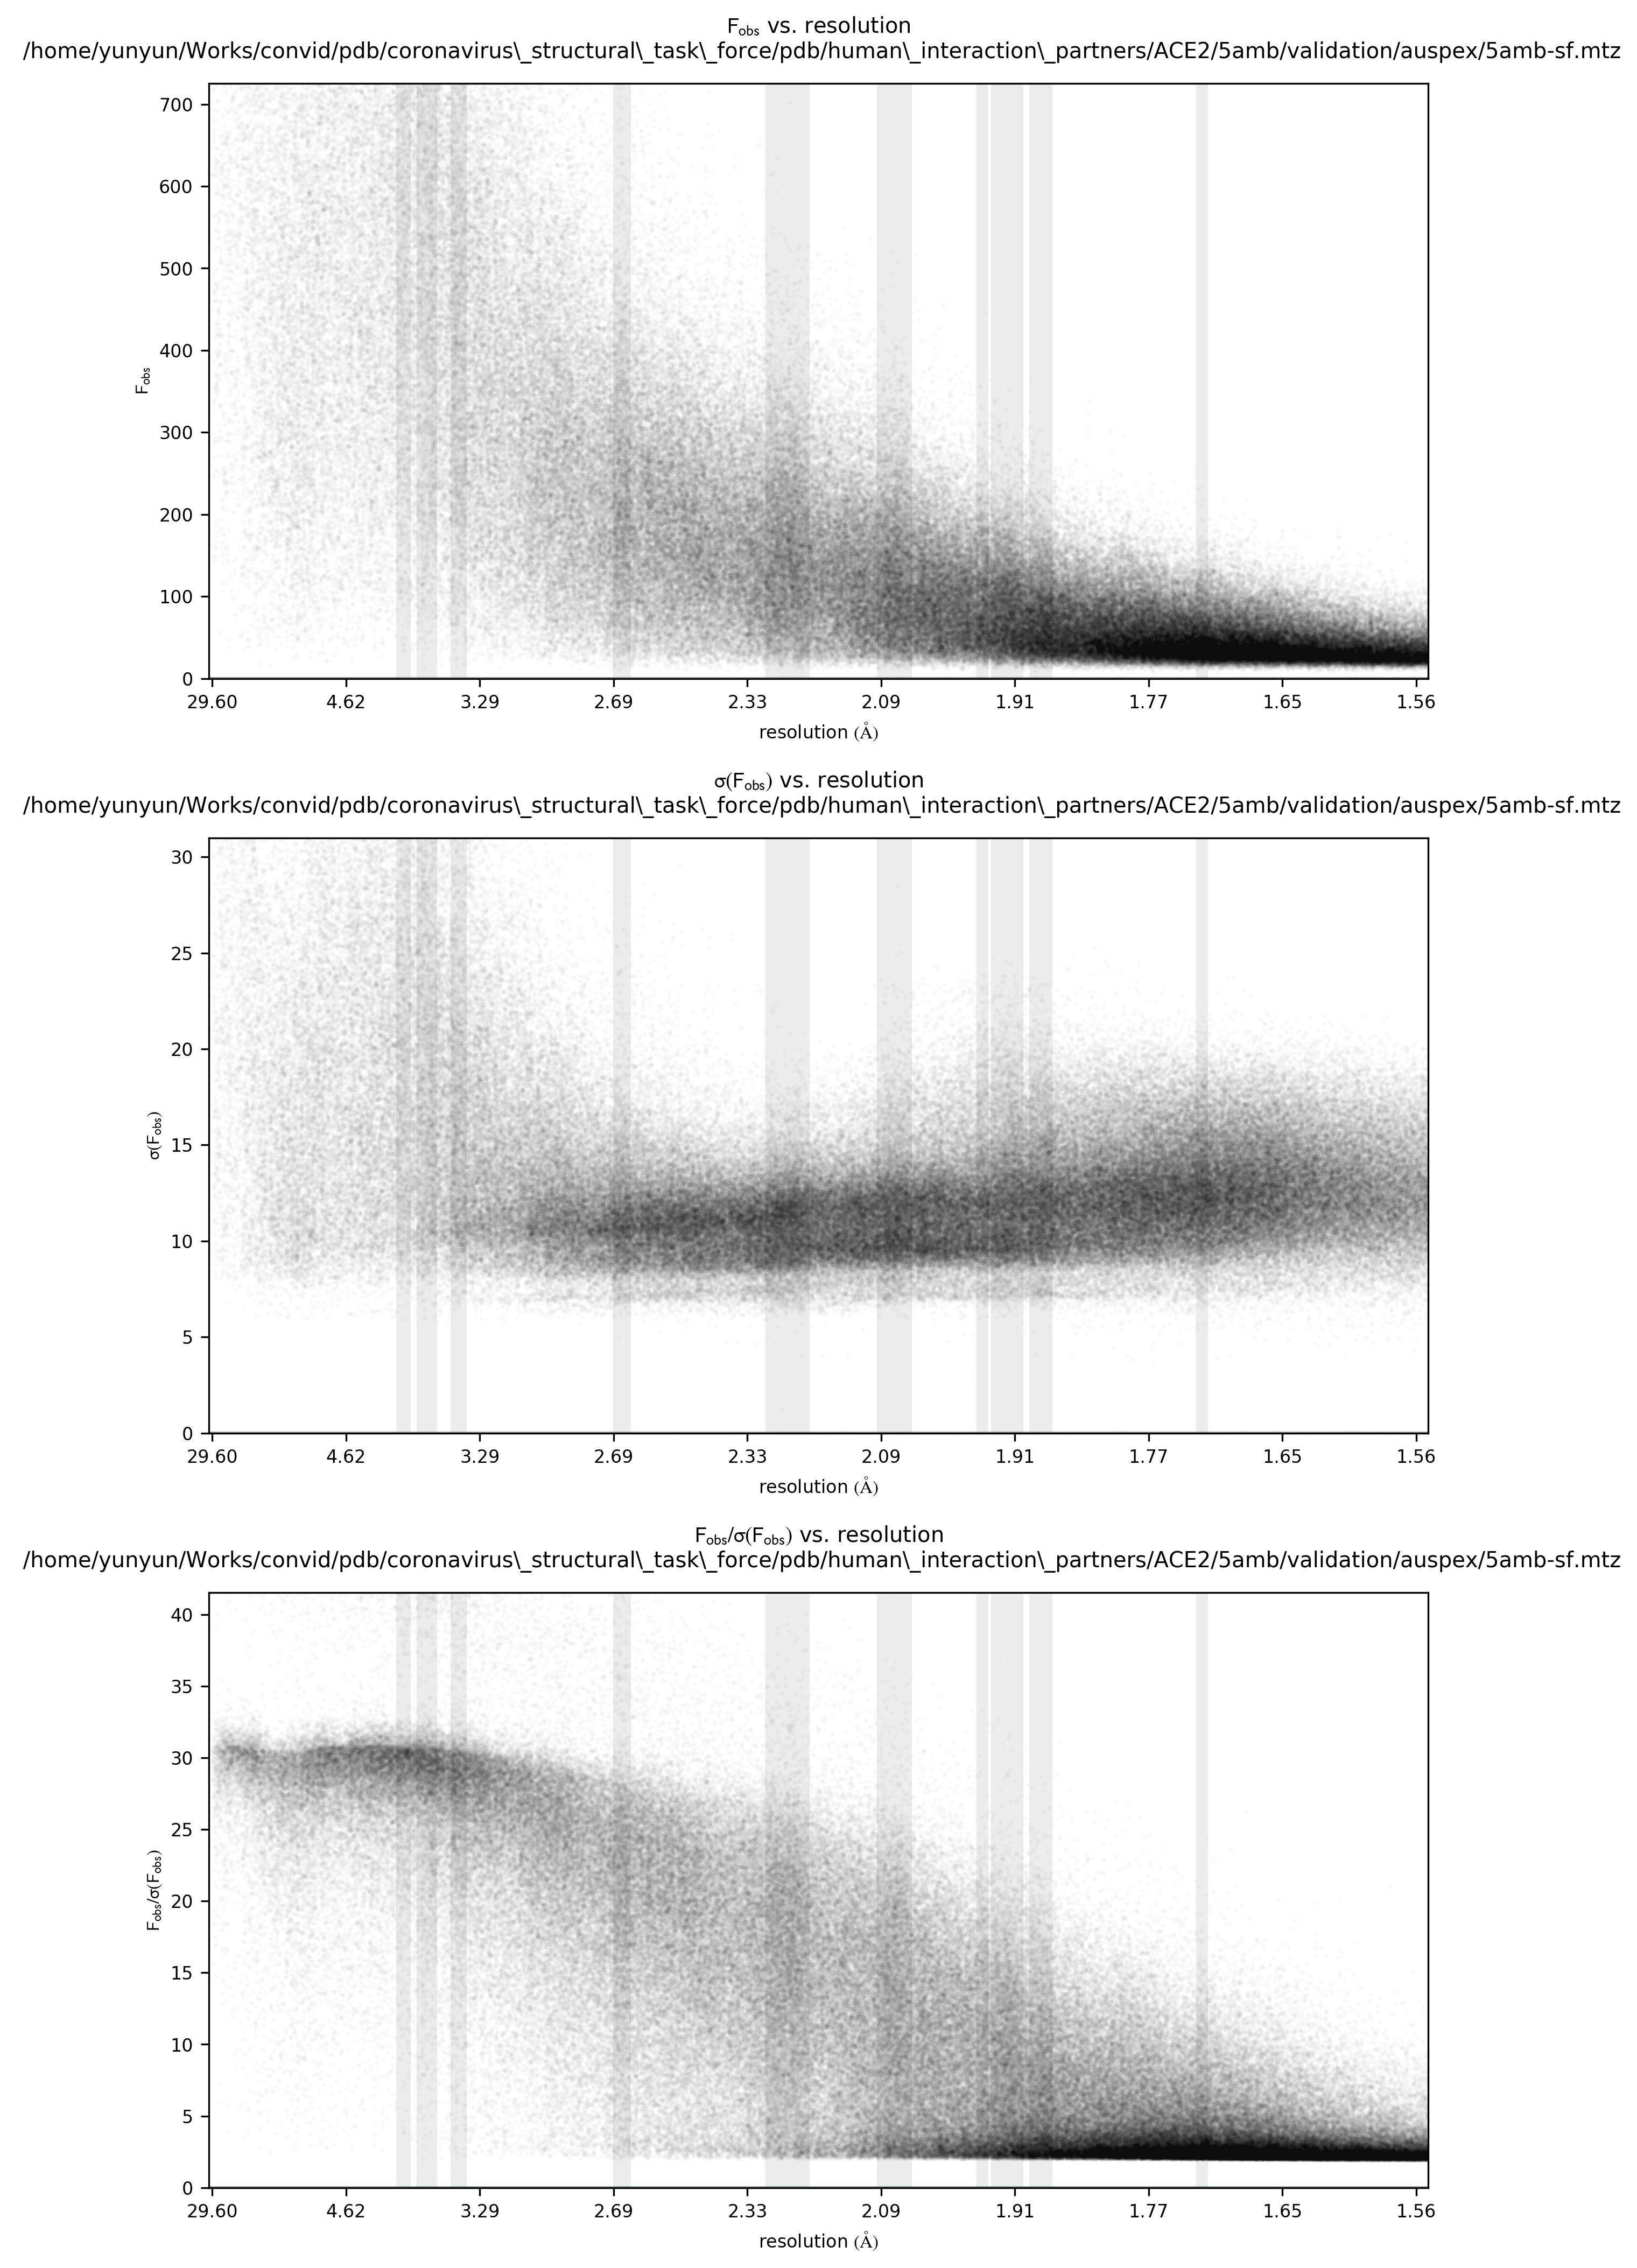 Fobs vs. resolution
/home/yunyun/Works/convid/pdb/coronavirus\_structural\_task\_force/pdb/human\_interaction\_partners/ACE2/5amb/validation/auspex/5amb-sf.mtz
700
600
500
400
300
200
100
0
Fobs
29.60 4.62 3.29 2.69 2.33 2.09 1.91 1.77 1.65 1.56
resolution (Å)
σ(Fobs) vs. resolution
/home/yunyun/Works/convid/pdb/coronavirus\_structural\_task\_force/pdb/human\_interaction\_partners/ACE2/5amb/validation/auspex/5amb-sf.mtz
30
25
20
15
10
5
0
σ(Fobs)
29.60 4.62 3.29 2.69 2.33 2.09 1.91 1.77 1.65 1.56
resolution (Å)
Fobs/σ(Fobs) vs. resolution
/home/yunyun/Works/convid/pdb/coronavirus\_structural\_task\_force/pdb/human\_interaction\_partners/ACE2/5amb/validation/auspex/5amb-sf.mtz
40
35
30
25
20
15
10
5
0
Fobs/σ(Fobs)
29.60 4.62 3.29 2.69 2.33 2.09 1.91 1.77 1.65 1.56
resolution (Å)